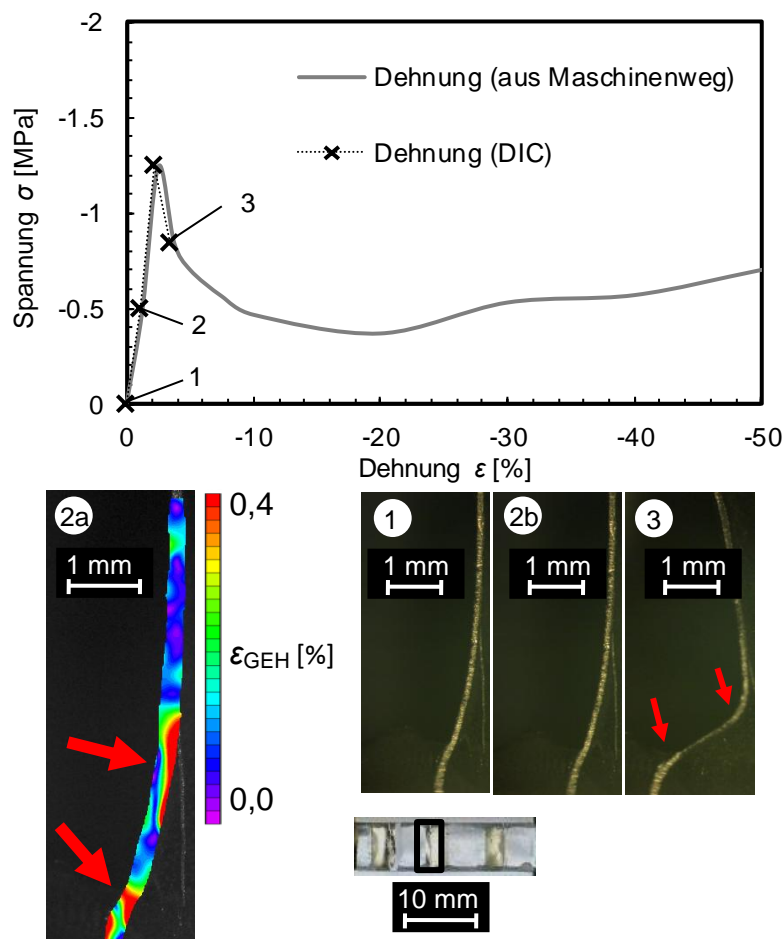 -2
-1.5
-1
-0.5
0
Spannung σ [MPa]
Dehnung (aus Maschinenweg)
Dehnung (DIC)
3
2
1
0 -10 -20 -30 -40 -50
Dehnung ε [%]
2a
1 mm
0,4
εGEH [%]
0,0
1
1 mm
2b
1 mm
3
1 mm
10 mm